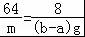 64/m = 8/((b-a)g)